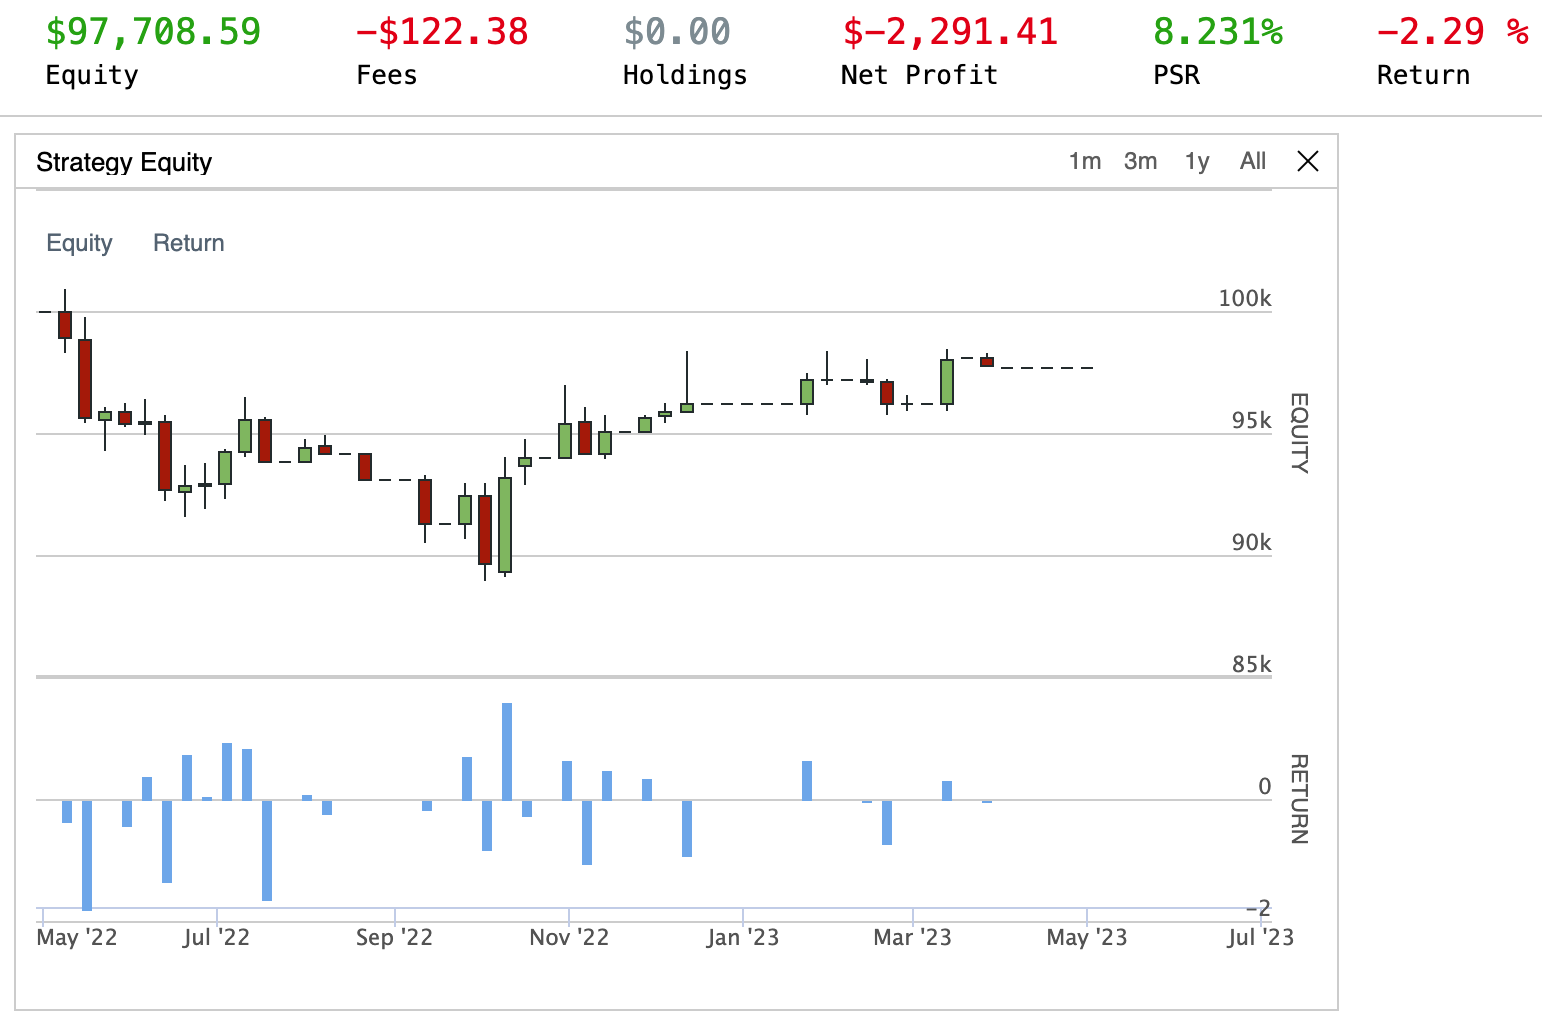 $97,708.59 -$122.38 $0.00 $-2,291.41 8.231% -2.29 %
Equity Fees Holdings Net Profit PSR Return
Strategy Equity 1m 3m 1y All
Equity Return
100k
95k
90k
85k
EQUITY
0
-2
RETURN
May '22 Jul '22 Sep '22 Nov '22 Jan '23 Mar '23 May '23 Jul '23